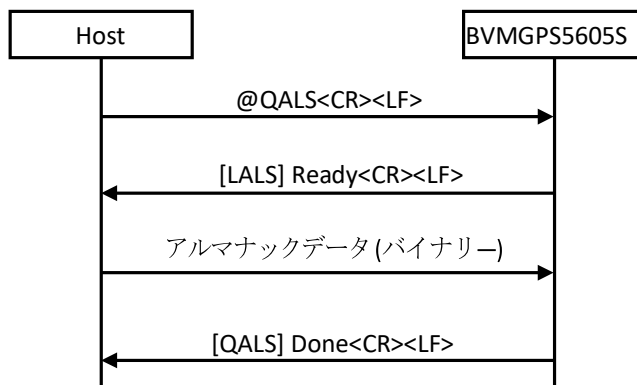 Host
BVMGPS5605S
@QALS<CR><LF>
[LALS] Ready<CR><LF>
アルマナックデータ(バイナリ―)
[QALS] Done<CR><LF>